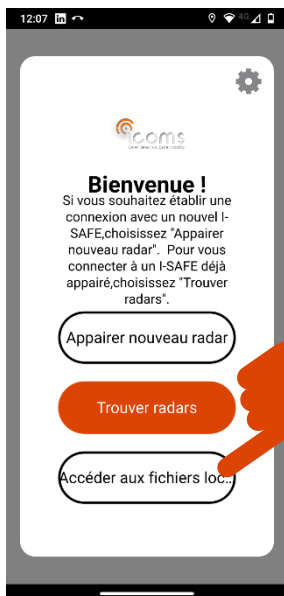 12:07
4G
icoms
Bienvenue !
Si vous souhaitez établir une
connexion avec un nouvel I-
SAFE,choisissez "Appairer
nouveau radar".  Pour vous
connecter à un I-SAFE déjà
appairé,choisissez "Trouver
radars".
Appairer nouveau radar
Trouver radars
Accéder aux fichiers loc...